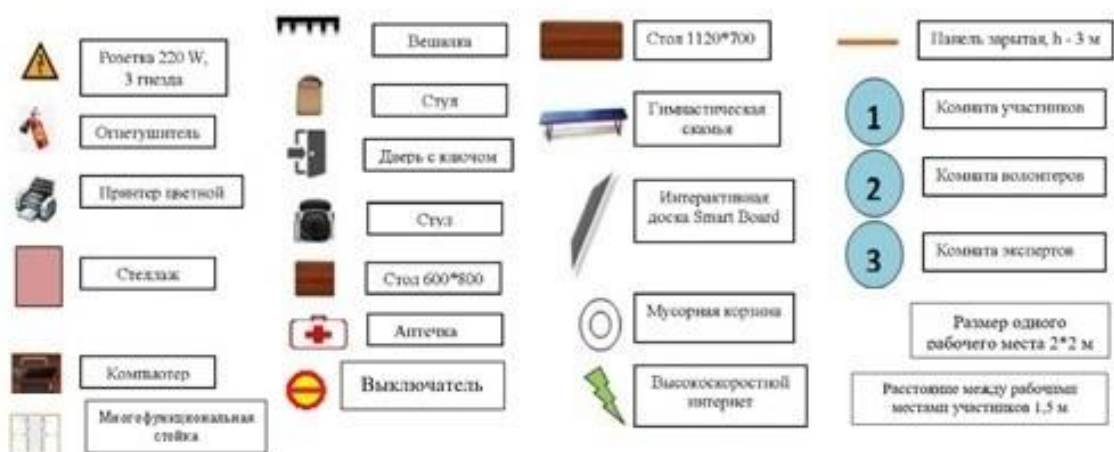 Розетка 220 W,
3 гнезда
Огнетушитель
Принтер цветной
Стеллаж
Компьютер
Многофункциональная
стойка
Вешалка
Стул
Дверь с ключом
Стул
Стол 600*800
Аптечка
Выключатель
Стол 1120*700
Гимнастическая
скамья
Интерактивная
доска Smart Board
Мусорная корзина
Высокоскоростной
интернет
Панель зарытая, h - 3 м
1
Комната участников
2
Комната волонтеров
3
Комната экспертов
Размер одного
рабочего места 2*2 м
Расстояние между рабочими
местами участников 1,5 м